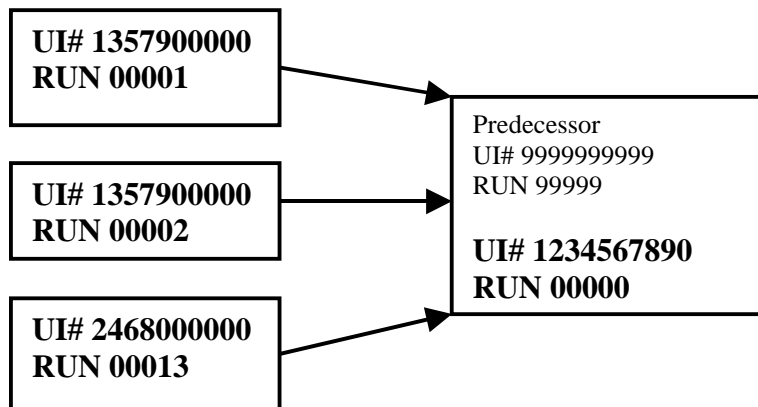 UI# 1357900000
RUN 00001
UI# 1357900000
RUN 00002
UI# 2468000000
RUN 00013
Predecessor
UI# 9999999999
RUN 99999
UI# 1234567890
RUN 00000